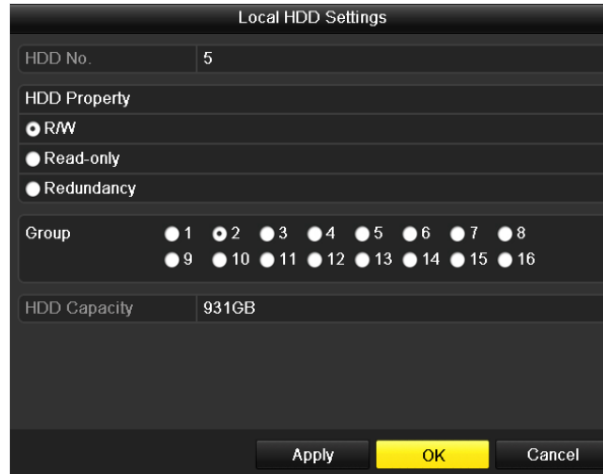 Local HDD Settings
HDD No. 5
HDD Property
R/W
Read-only
Redundancy
Group 1 2 3 4 5 6 7 8
9 10 11 12 13 14 15 16
HDD Capacity 931GB
Apply OK Cancel